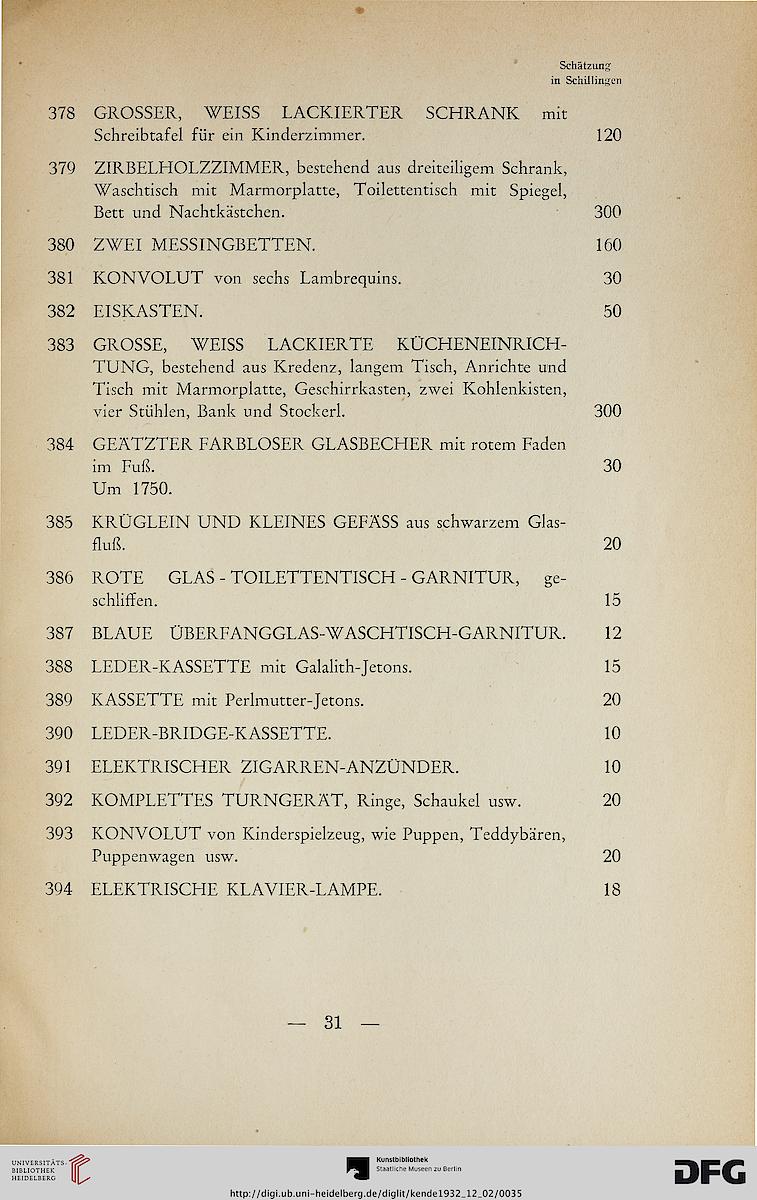 Schätzung
in Schillingen
378 GROSSER, WEISS LACKIERTER SCHRANK mit
Schreibtafel für ein Kinderzimmer. 120
379 ZIRBELHOLZZIMMER, bestehend aus dreiteiligem Schrank,
Waschtisch mit Marmorplatte, Toilettentisch mit Spiegel,
Bett und Nachtkästchen. 300
380 ZWEI MESSINGBETTEN. 160
381 KONVOLUT von sechs Lambrequins. 30
382 EISKASTEN. 50
383 GROSSE, WEISS LACKIERTE KÜCHENEINRICH-
TUNG, bestehend aus Kredenz, langem Tisch, Anrichte und
Tisch mit Marmorplatte, Geschirrkasten, zwei Kohlenkisten,
vier Stühlen, Bank und Stockerl. 300
384 GEÄTZTER FARBLOSER GLASBECHER mit rotem Faden
im Fuß. 30
Um 1750.
385 KRÜGLEIN UND KLEINES GEFÄSS aus schwarzem Glas-
fluß. 20
386 ROTE GLAS - TOILETTENTISCH - GARNITUR, ge-
schliffen. 15
387 BLAUE ÜBERFANGGLAS-WASCHTISCH-GARNITUR. 12
388 LEDER-KASSETTE mit Galalith-Jetons. 15
389 KASSETTE mit Perlmutter-Jetons. 20
390 LEDER-BRIDGE-KASSETTE. 10
391 ELEKTRISCHER ZIGARREN-ANZÜNDER. 10
392 KOMPLETTES TURNGERÄT, Ringe, Schaukel usw. 20
393 KONVOLUT von Kinderspielzeug, wie Puppen, Teddybären,
Puppenwagen usw. 20
394 ELEKTRISCHE KLAVIER-LAMPE. 18
— 31 —
UNIVERSITÄTS-
BIBLIOTHEK
HEIDELBERG
Kunstbibliothek
Staatliche Museen zu Berlin
DFG
http://digi.ub.uni-heidelberg.de/diglit/kende1932_12_02/0035